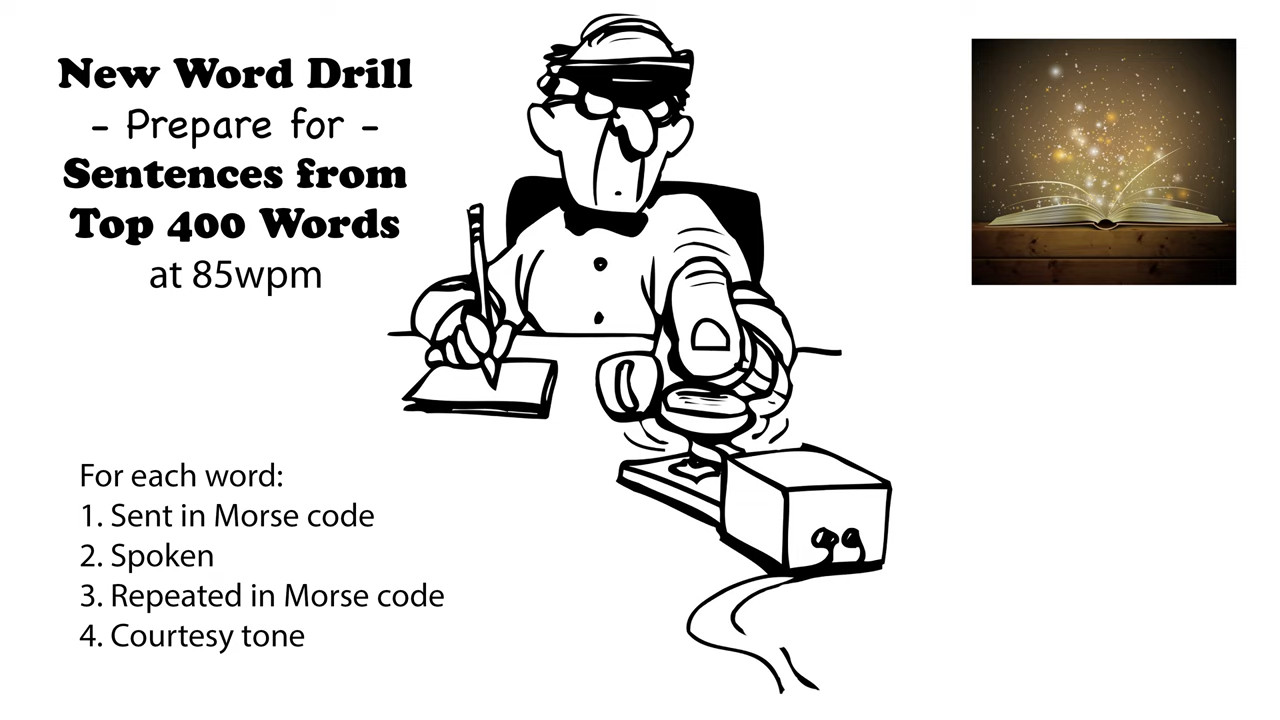 New Word Drill
- Prepare for -
Sentences from
Top 400 Words
at 85wpm
For each word:
1. Sent in Morse code
2. Spoken
3. Repeated in Morse code
4. Courtesy tone